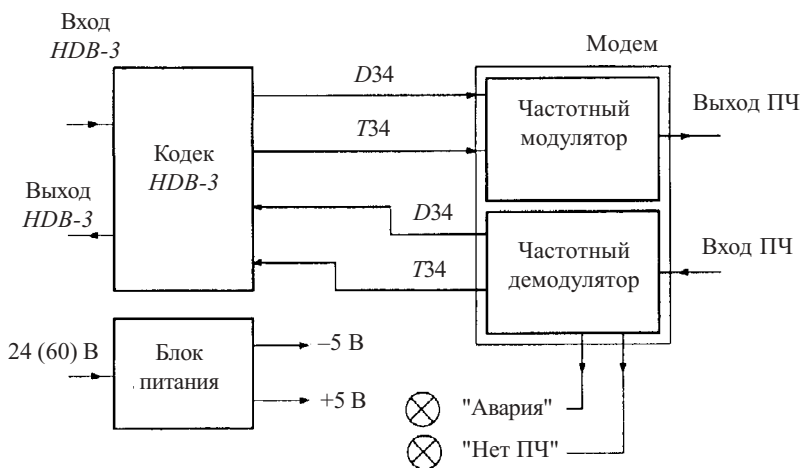 Вход
HDB-3
Модем
D34
Частотный
модулятор
Выход ПЧ
T34
Кодек
HDB-3
Выход
HDB-3
D34
Частотный
демодулятор
Вход ПЧ
T34
24 (60) В
Блок
питания
–5 В
+5 В
"Авария"
"Нет ПЧ"